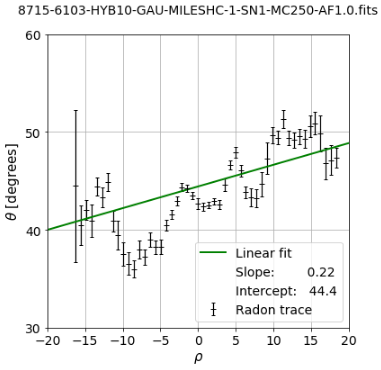 8715-6103-HYB10-GAU-MILESHC-1-SN1-MC250-AF1.0.fits
60
50
40
30
θ [degrees]
Linear fit
Slope: 0.22
Intercept: 44.4
Radon trace
−20 −15 −10 −5 0 5 10 15 20
ρ